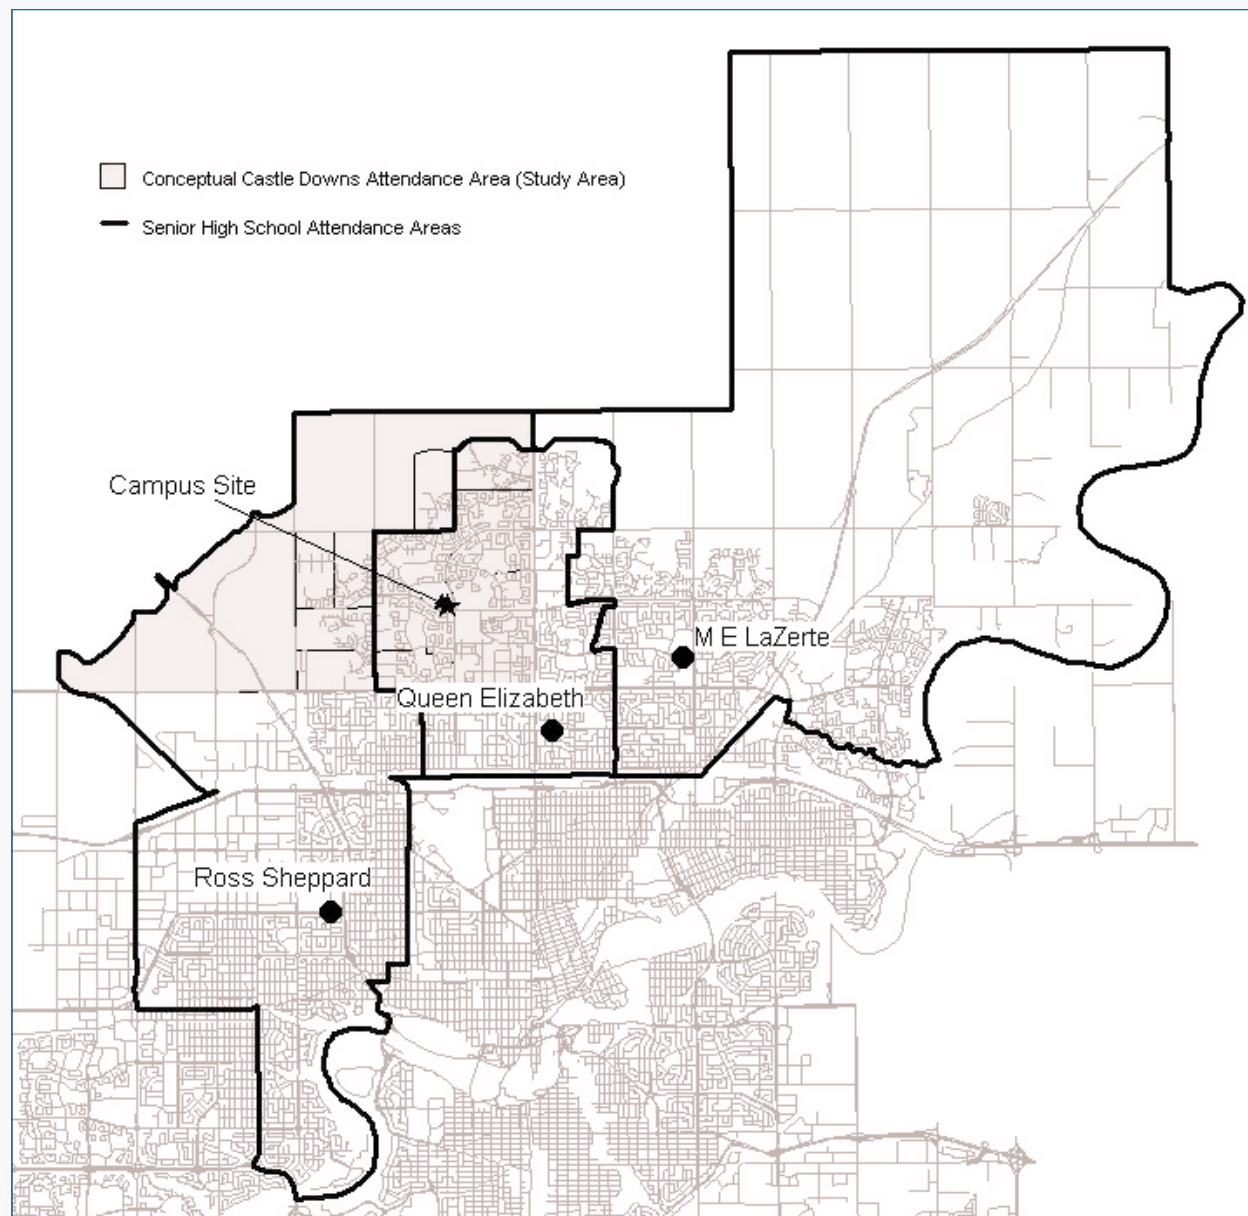 Conceptual Castle Downs Attendance Area (Study Area)
Senior High School Attendance Areas
Campus Site
M E LaZerte
Queen Elizabeth
Ross Sheppard